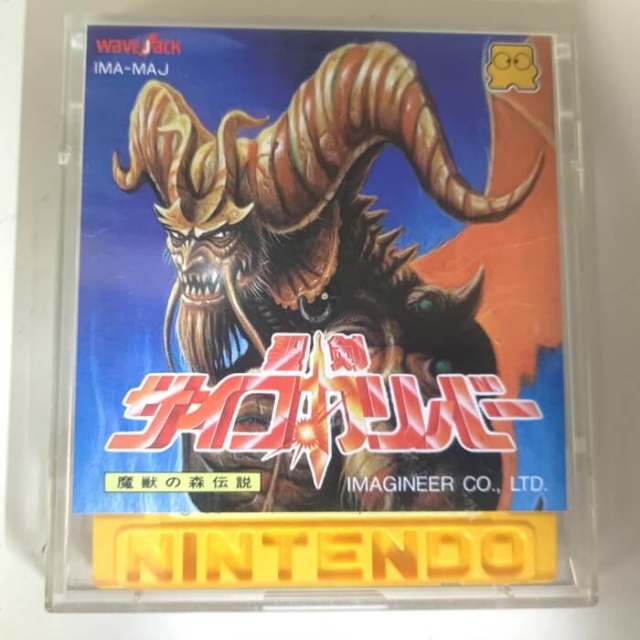 WAVEJACK
IMA-MAJ
聖剣
サイコカリバー
魔獣の森伝説
IMAGINEER CO., LTD.
NINTENDO